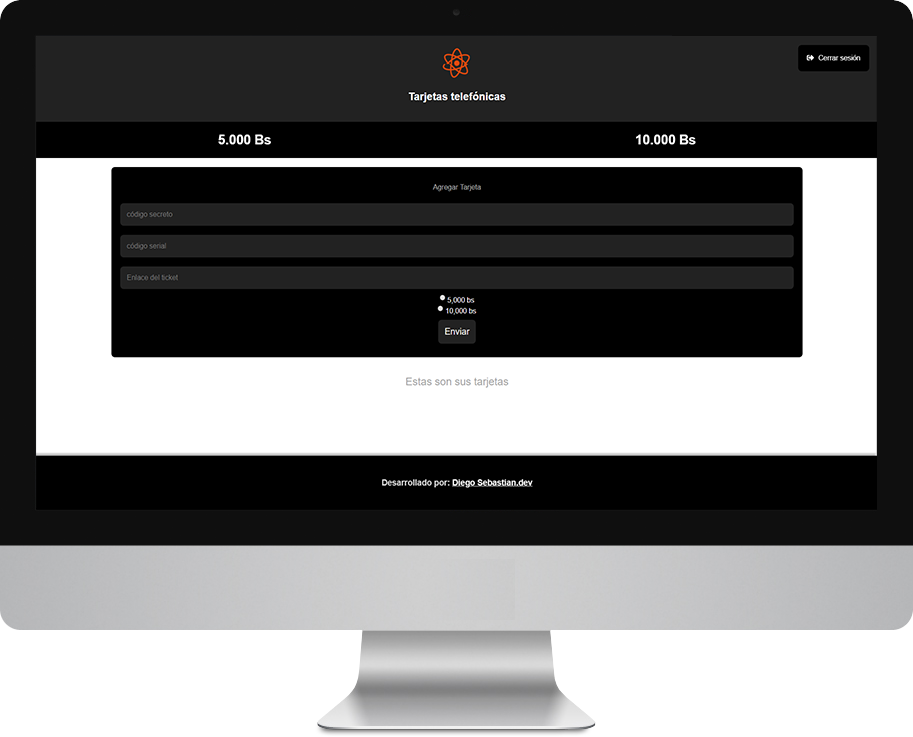 Cerrar sesión
Tarjetas telefónicas
5.000 Bs
10.000 Bs
Agregar Tarjeta
código secreto
código serial
Enlace del ticket
5,000 bs
10,000 bs
Enviar
Estas son sus tarjetas
Desarrollado por: Diego Sebastian.dev